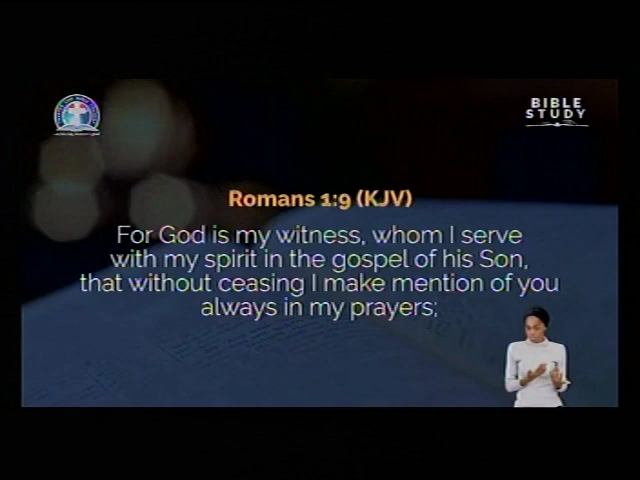 BIBLE
STUDY
Romans 1:9 (KJV)
For God is my witness, whom I serve
with my spirit in the gospel of his Son,
that without ceasing I make mention of you
always in my prayers;